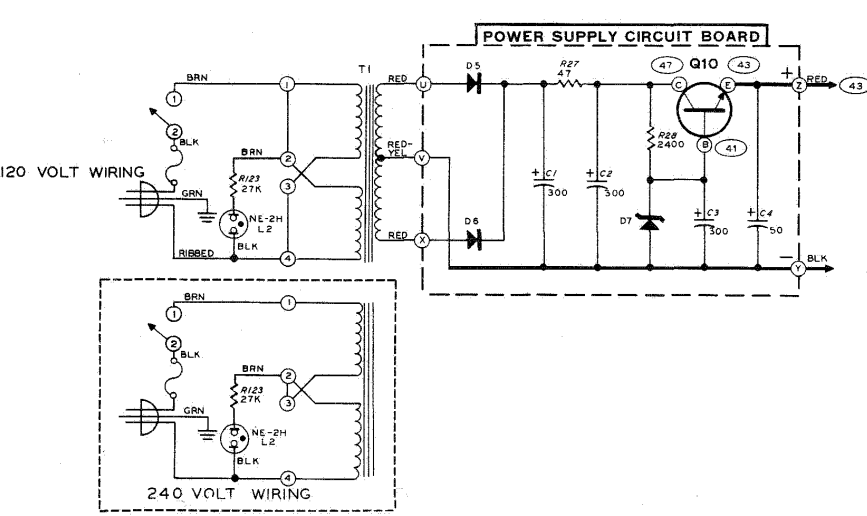 POWER SUPPLY CIRCUIT BOARD
120 VOLT WIRING
BRN
1
2
BLK
GRN
RIBBED
BRN
R123
27K
NE-2H
L2
BLK
1
2
3
4
T1
RED
RED-
YEL
RED
U
V
X
D5
D6
R27
47
+
C1
300
+
C2
300
R28
2400
D7
47
Q10
43
C
E
B
41
+
C3
300
+
C4
50
+
Z
RED
43
−
Y
BLK
BRN
1
2
BLK
GRN
BRN
R123
27K
NE-2H
L2
BLK
1
2
3
4
240 VOLT WIRING